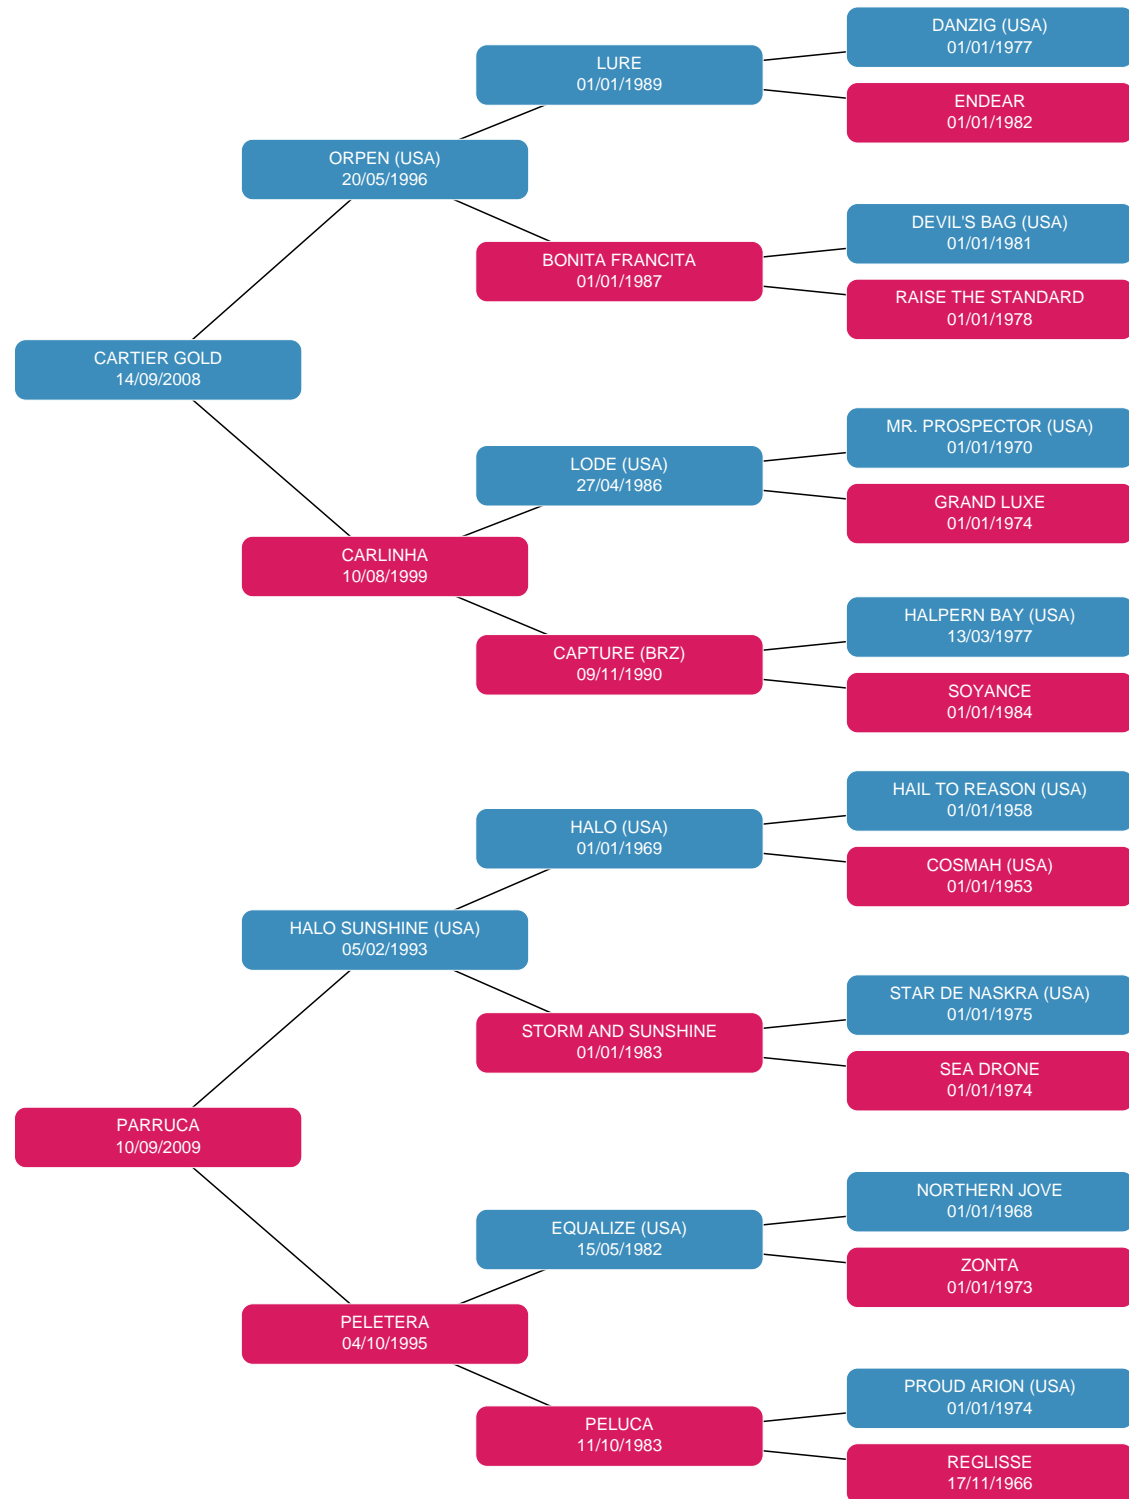 DANZIG (USA)
01/01/1977
LURE
01/01/1989
ENDEAR
01/01/1982
ORPEN (USA)
20/05/1996
DEVIL'S BAG (USA)
01/01/1981
BONITA FRANCITA
01/01/1987
RAISE THE STANDARD
01/01/1978
CARTIER GOLD
14/09/2008
MR. PROSPECTOR (USA)
01/01/1970
LODE (USA)
27/04/1986
GRAND LUXE
01/01/1974
CARLINHA
10/08/1999
HALPERN BAY (USA)
13/03/1977
CAPTURE (BRZ)
09/11/1990
SOYANCE
01/01/1984
HAIL TO REASON (USA)
01/01/1958
HALO (USA)
01/01/1969
COSMAH (USA)
01/01/1953
HALO SUNSHINE (USA)
05/02/1993
STAR DE NASKRA (USA)
01/01/1975
STORM AND SUNSHINE
01/01/1983
SEA DRONE
01/01/1974
PARRUCA
10/09/2009
NORTHERN JOVE
01/01/1968
EQUALIZE (USA)
15/05/1982
ZONTA
01/01/1973
PELETERA
04/10/1995
PROUD ARION (USA)
01/01/1974
PELUCA
11/10/1983
REGLISSE
17/11/1966